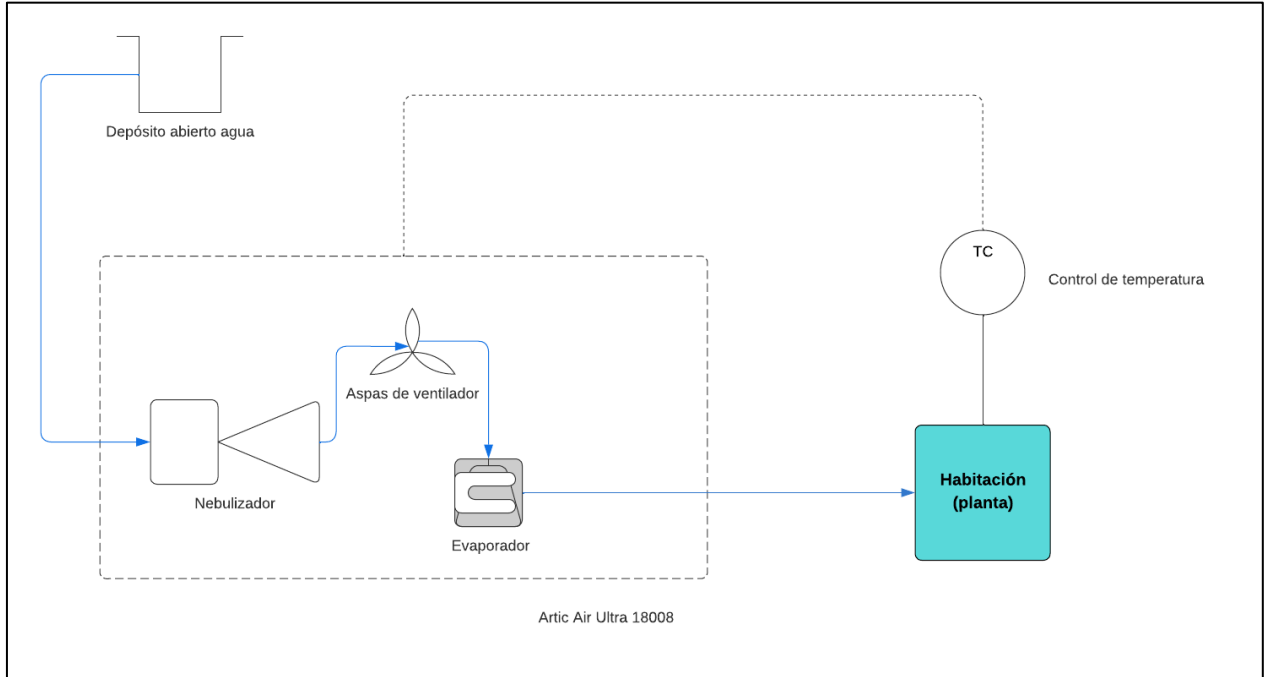 Depósito abierto agua
TC
Control de temperatura
Aspas de ventilador
Nebulizador
Habitación
(planta)
Evaporador
Artic Air Ultra 18008